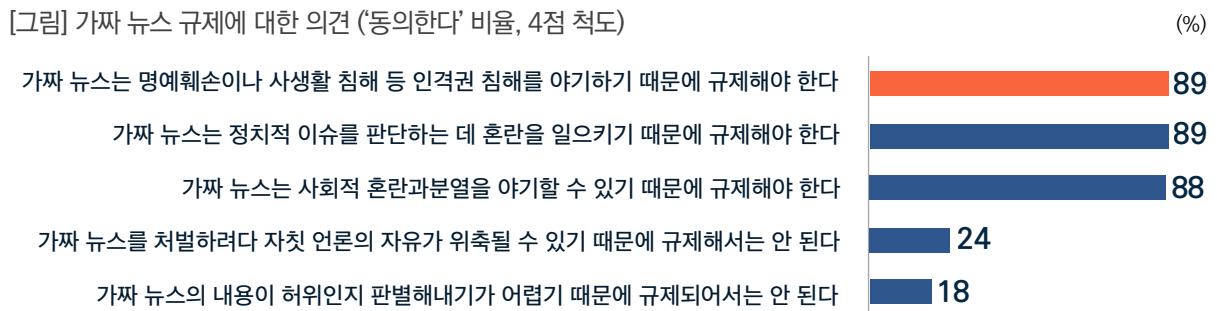 [그림] 가짜 뉴스 규제에 대한 의견 (‘동의한다’ 비율, 4점 척도)
(%)
가짜 뉴스는 명예훼손이나 사생활 침해 등 인격권 침해를 야기하기 때문에 규제해야 한다 89
가짜 뉴스는 정치적 이슈를 판단하는 데 혼란을 일으키기 때문에 규제해야 한다 89
가짜 뉴스는 사회적 혼란과분열을 야기할 수 있기 때문에 규제해야 한다 88
가짜 뉴스를 처벌하려다 자칫 언론의 자유가 위축될 수 있기 때문에 규제해서는 안 된다 24
가짜 뉴스의 내용이 허위인지 판별해내기가 어렵기 때문에 규제되어서는 안 된다 18